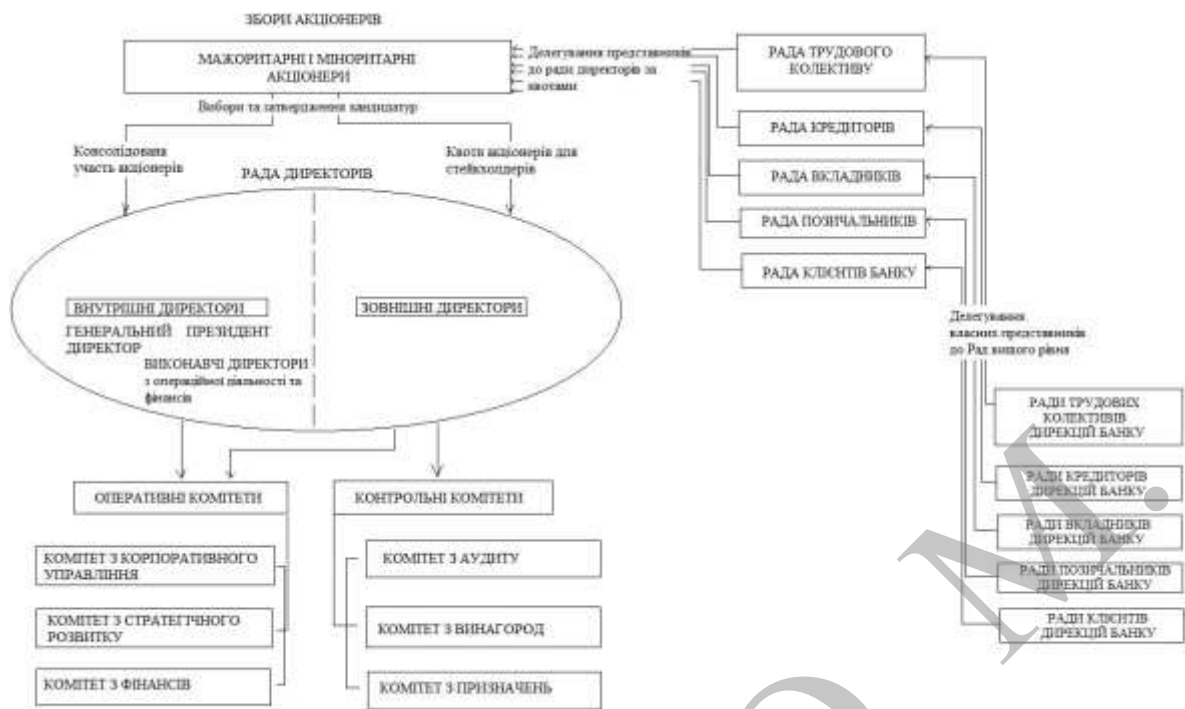 ЗБОРИ АКЦІОНЕРІВ
МАЖОРИТАРНІ І МІНОРИТАРНІ
АКЦІОНЕРИ
Вибори та затвердження кандидатур
Делегування представників
до ради директорів за
квотами
Консолідована
участь акціонерів
Квоти акціонерів для
стейкхолдерів
РАДА ДИРЕКТОРІВ
ВНУТРІШНІ ДИРЕКТОРИ
ГЕНЕРАЛЬНИЙ ПРЕЗИДЕНТ
ДИРЕКТОР
ВИКОНАВЧІ ДИРЕКТОРИ
з операційної діяльності та
фінансів
ЗОВНІШНІ ДИРЕКТОРИ
ОПЕРАТИВНІ КОМІТЕТИ
КОМІТЕТ З КОРПОРАТИВНОГО
УПРАВЛІННЯ
КОМІТЕТ З СТРАТЕГІЧНОГО
РОЗВИТКУ
КОМІТЕТ З ФІНАНСІВ
КОНТРОЛЬНІ КОМІТЕТИ
КОМІТЕТ З АУДИТУ
КОМІТЕТ З ВИНАГОРОД
КОМІТЕТ З ПРИЗНАЧЕНЬ
РАДА ТРУДОВОГО
КОЛЕКТИВУ
РАДА КРЕДИТОРІВ
РАДА ВКЛАДНИКІВ
РАДА ПОЗИЧАЛЬНИКІВ
РАДА КЛІЄНТІВ БАНКУ
Делегування
власних представників
до Рад вищого рівня
РАДИ ТРУДОВИХ
КОЛЕКТИВІВ
ДИРЕКЦІЙ БАНКУ
РАДИ КРЕДИТОРІВ
ДИРЕКЦІЙ БАНКУ
РАДИ ВКЛАДНИКІВ
ДИРЕКЦІЙ БАНКУ
РАДИ ПОЗИЧАЛЬНИКІВ
ДИРЕКЦІЙ БАНКУ
РАДИ КЛІЄНТІВ
ДИРЕКЦІЙ БАНКУ